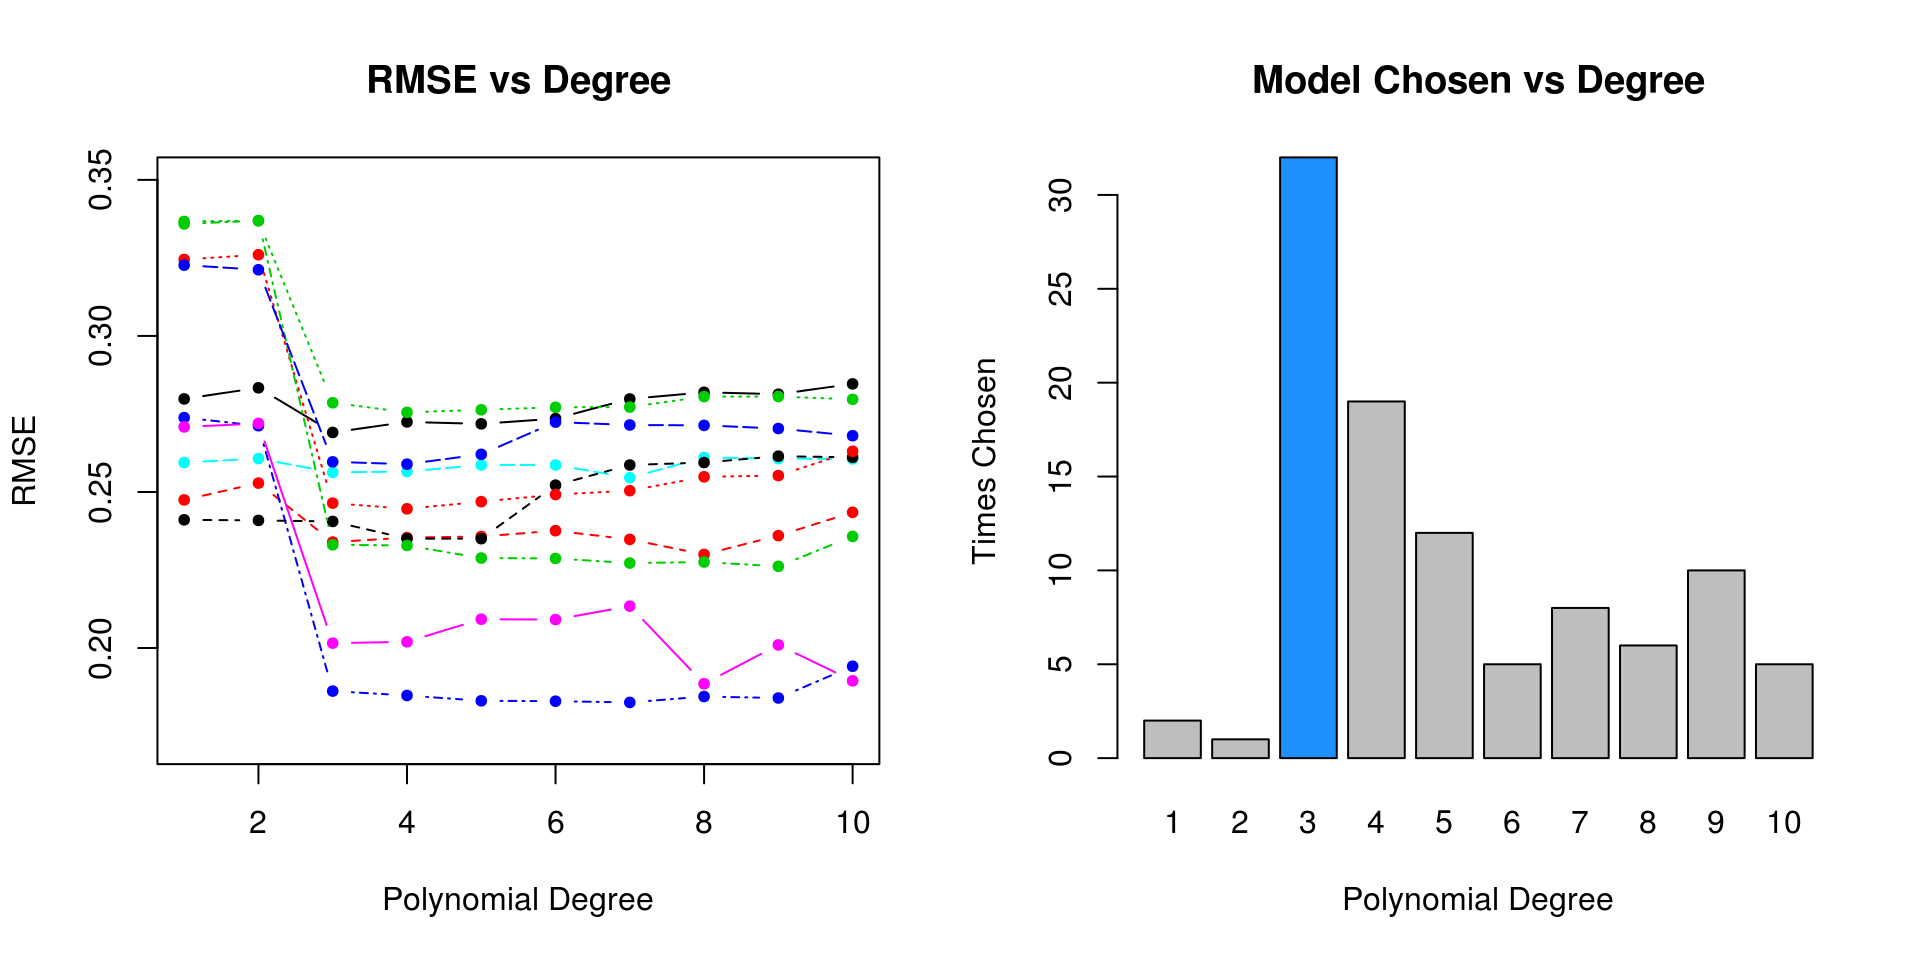 RMSE vs Degree
RMSE
0.35
0.30
0.25
0.20
2 4 6 8 10
Polynomial Degree
Model Chosen vs Degree
Times Chosen
30
25
20
15
10
5
0
1 2 3 4 5 6 7 8 9 10
Polynomial Degree